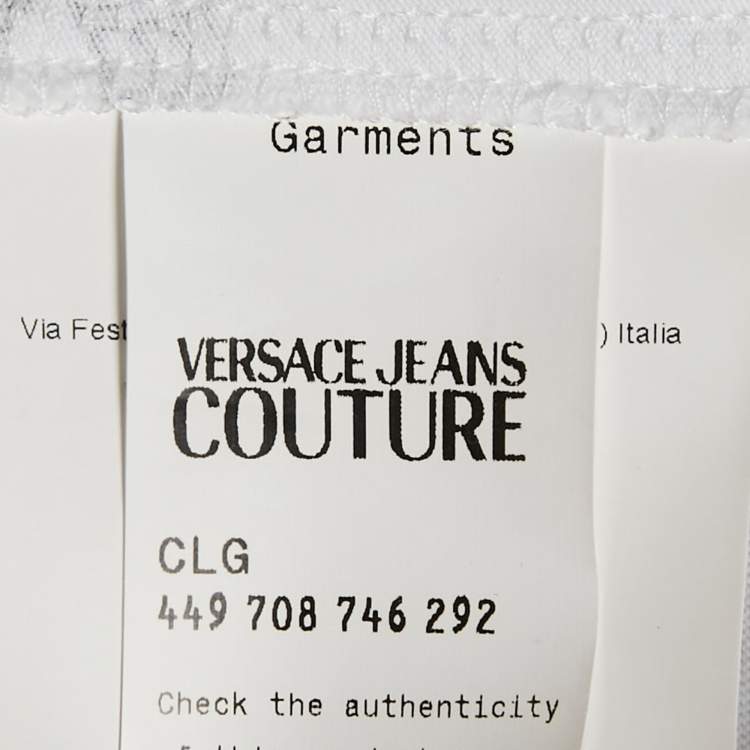 Garments
Via Fest
) Italia
VERSACE JEANS
COUTURE
CLG
449 708 746 292
Check the authenticity